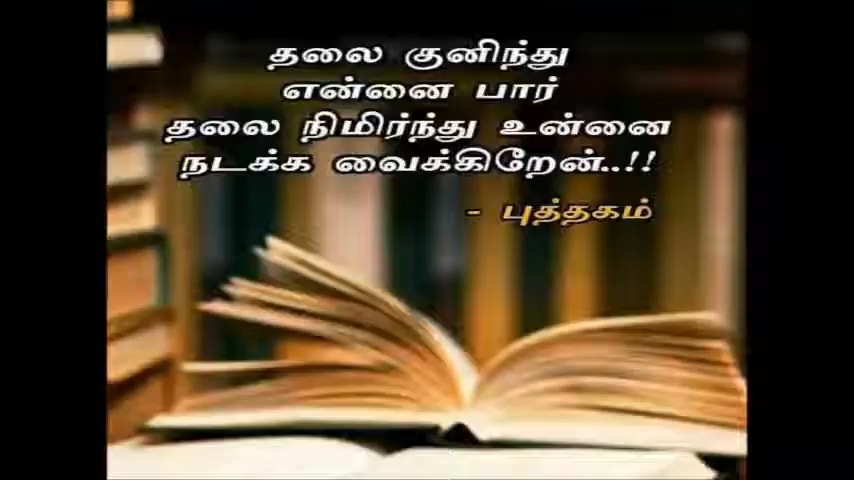 தலை குனிந்து
என்னை பார்
தலை நிமிர்ந்து உன்னை
நடக்க வைக்கிறேன்..!!
- புத்தகம்